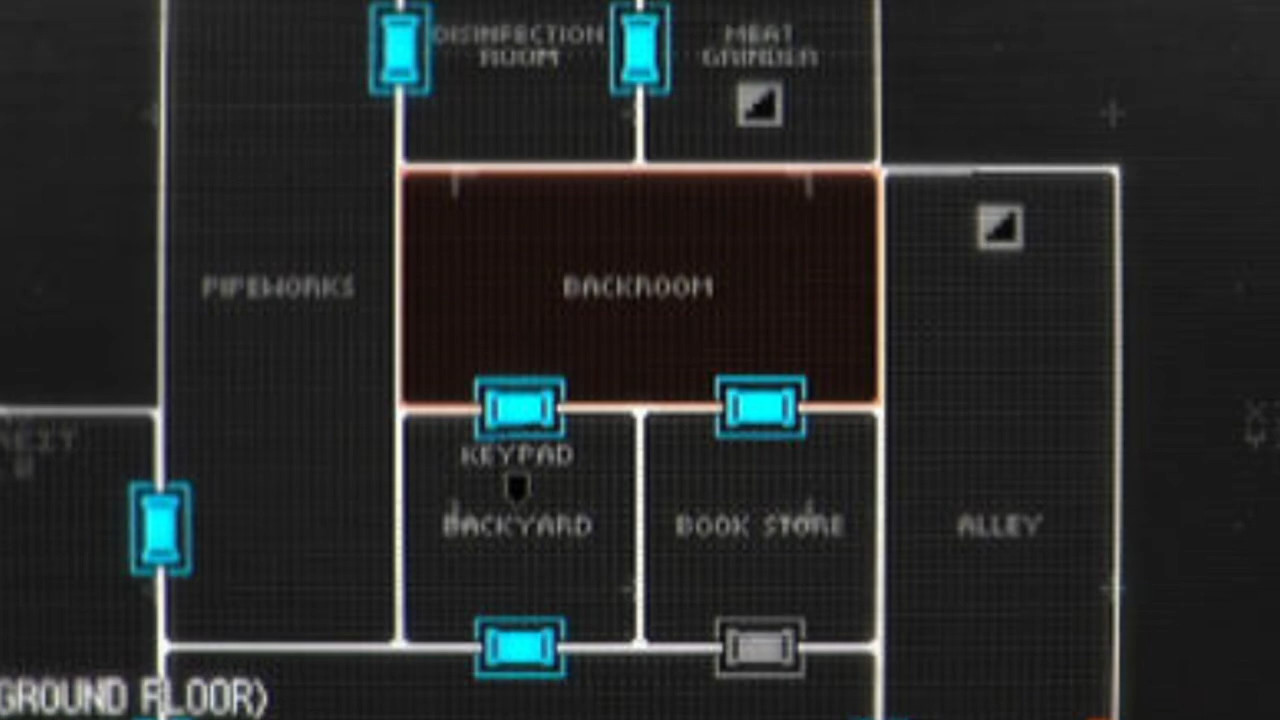 DISINFECTION
ROOM
MEAT
GRINDER
PIPEWORKS
BACKROOM
KEYPAD
BACKYARD
BOOK STORE
ALLEY
GROUND FLOOR)